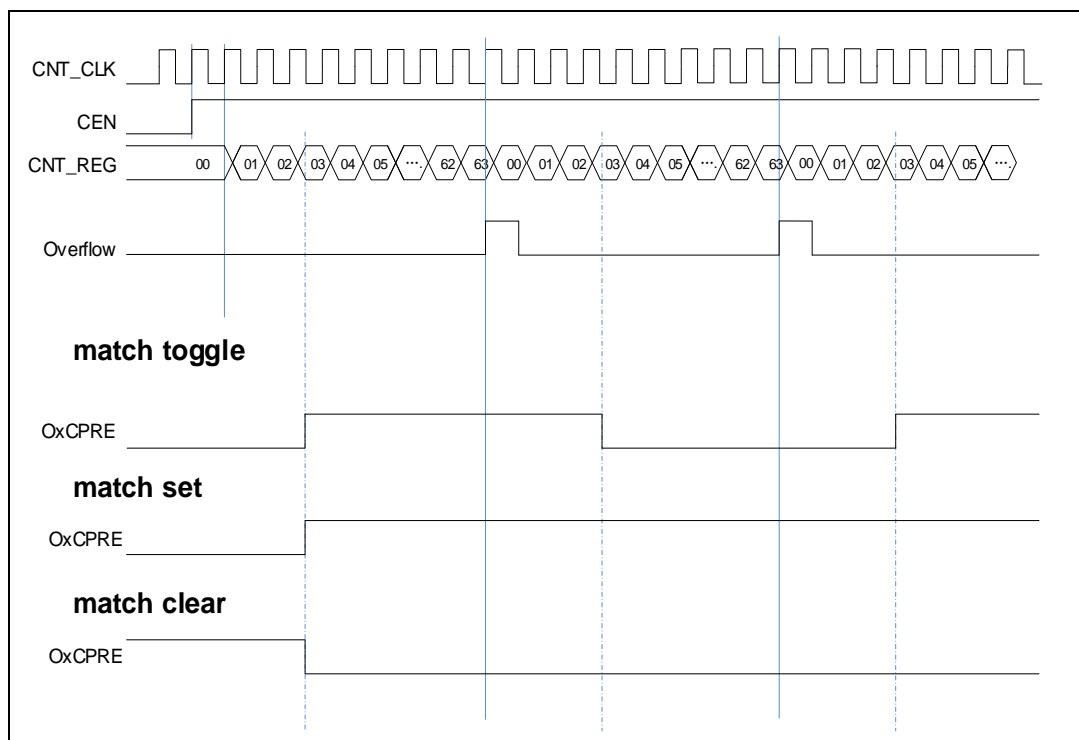 CNT_CLK
CEN
CNT_REG 00 01 02 03 04 05 ···. 62 63 00 01 02 03 04 05 ···. 62 63 00 01 02 03 04 05 ···.
Overflow
match toggle
OxCPRE
match set
OxCPRE
match clear
OxCPRE